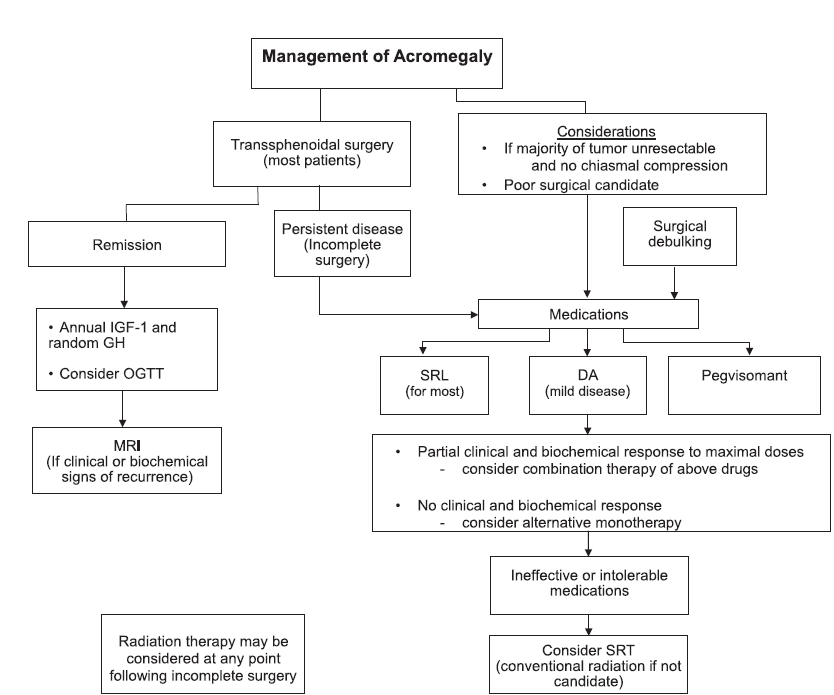 Management of Acromegaly
Transsphenoidal surgery
(most patients)
Considerations
• If majority of tumor unresectable
and no chiasmal compression
• Poor surgical candidate
Remission
Persistent disease
(Incomplete
surgery)
Surgical
debulking
• Annual IGF-1 and
random GH
• Consider OGTT
Medications
SRL
(for most)
DA
(mild disease)
Pegvisomant
MRI
(If clinical or biochemical
signs of recurrence)
• Partial clinical and biochemical response to maximal doses
- consider combination therapy of above drugs
• No clinical and biochemical response
- consider alternative monotherapy
Ineffective or intolerable
medications
Radiation therapy may be
considered at any point
following incomplete surgery
Consider SRT
(conventional radiation if not
candidate)